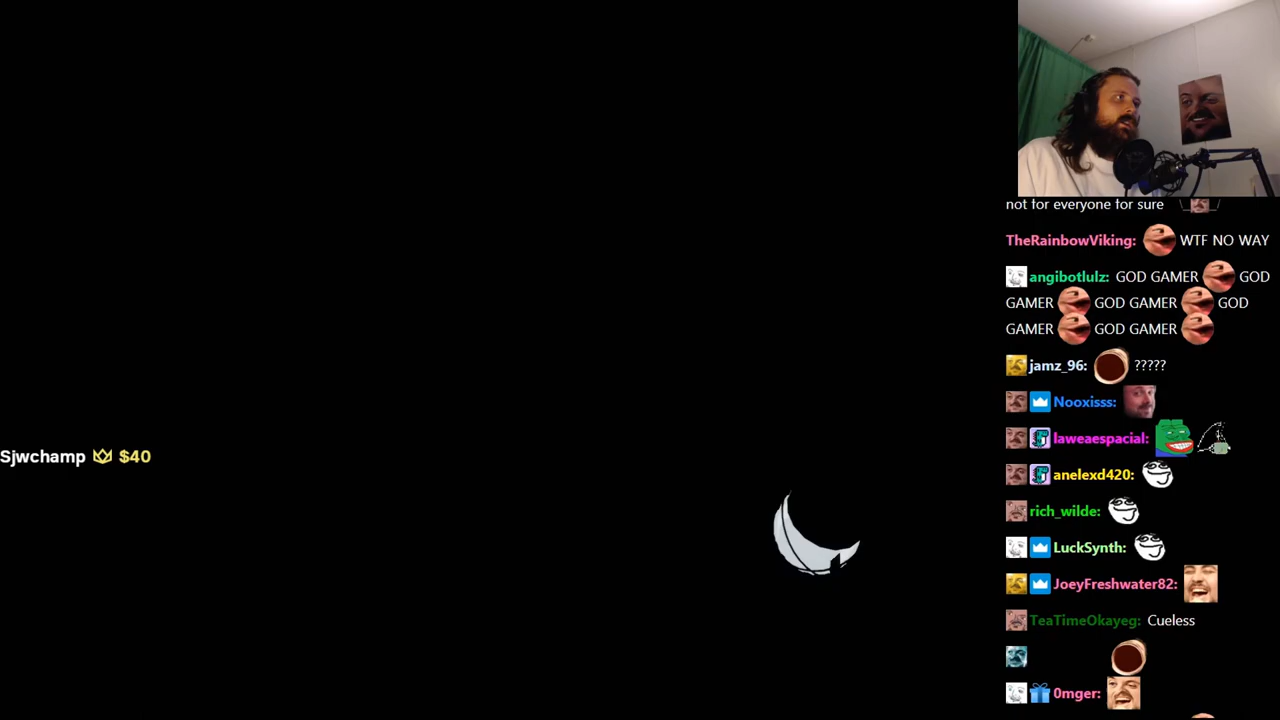 not for everyone for sure
TheRainbowViking: WTF NO WAY
angibotlulz: GOD GAMER GOD
GAMER GOD GAMER GOD
GAMER GOD GAMER
jamz_96: ?????
Nooxisss:
laweaespacial:
Sjwchamp $40
anelexd420:
rich_wilde:
LuckSynth:
JoeyFreshwater82:
TeaTimeOkayeg: Cueless
0mger: